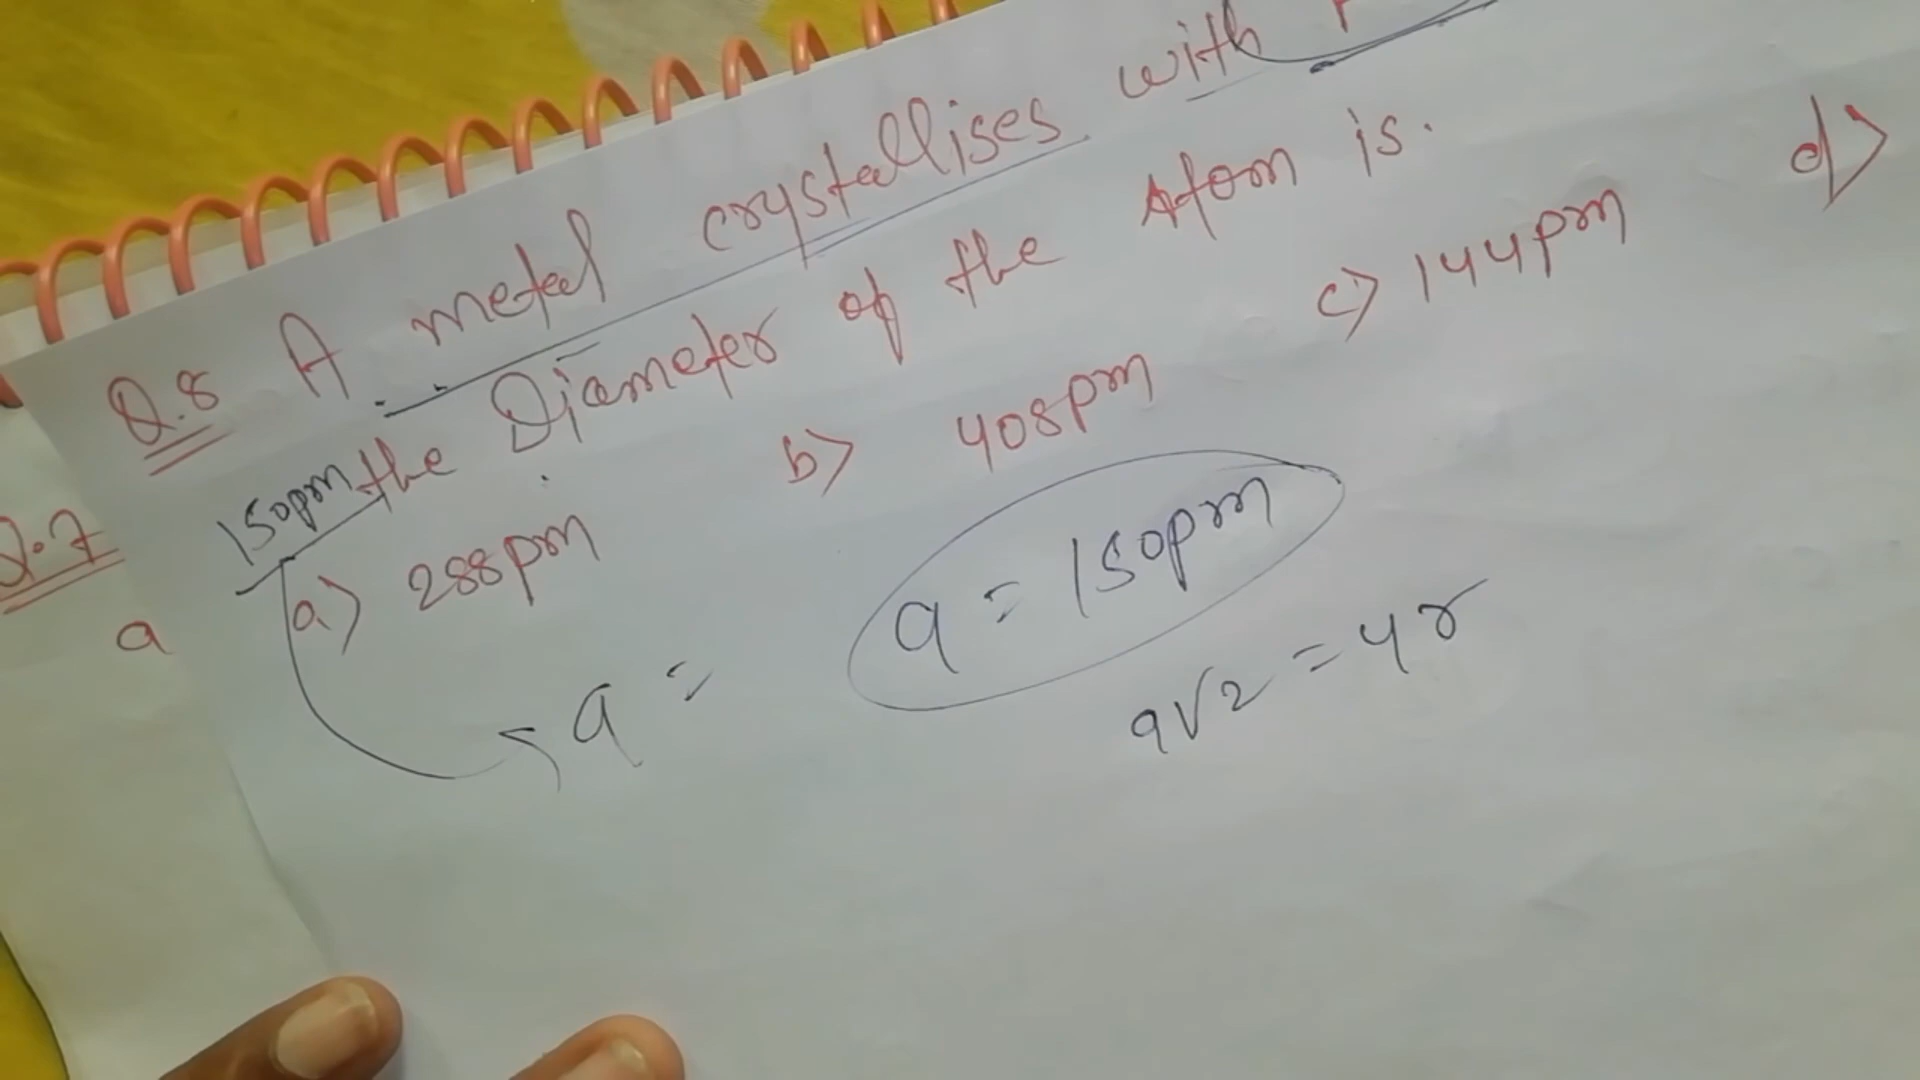 Q.8 A metal crystallises with
150pm the Diameter of the Atom is.
a) 288pm b) 408pm c) 144pm d)
Q.7
a
a = a = 150pm
a√2 = 4r